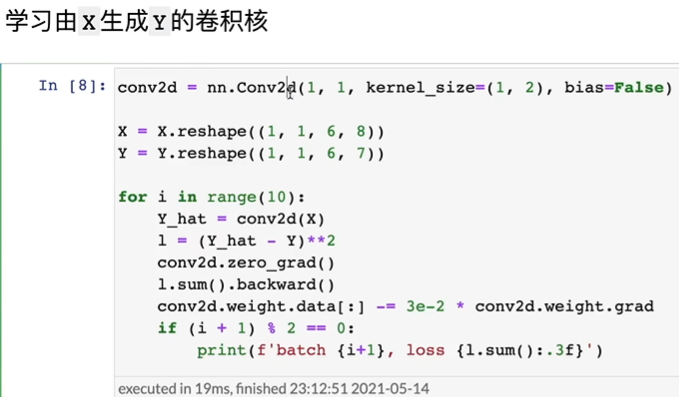 学习由X生成Y的卷积核
In [8]: conv2d = nn.Conv2d(1, 1, kernel_size=(1, 2), bias=False)
X = X.reshape((1, 1, 6, 8))
Y = Y.reshape((1, 1, 6, 7))
for i in range(10):
    Y_hat = conv2d(X)
    l = (Y_hat - Y)**2
    conv2d.zero_grad()
    l.sum().backward()
    conv2d.weight.data[:] -= 3e-2 * conv2d.weight.grad
    if (i + 1) % 2 == 0:
        print(f'batch {i+1}, loss {l.sum():.3f}')
executed in 19ms, finished 23:12:51 2021-05-14